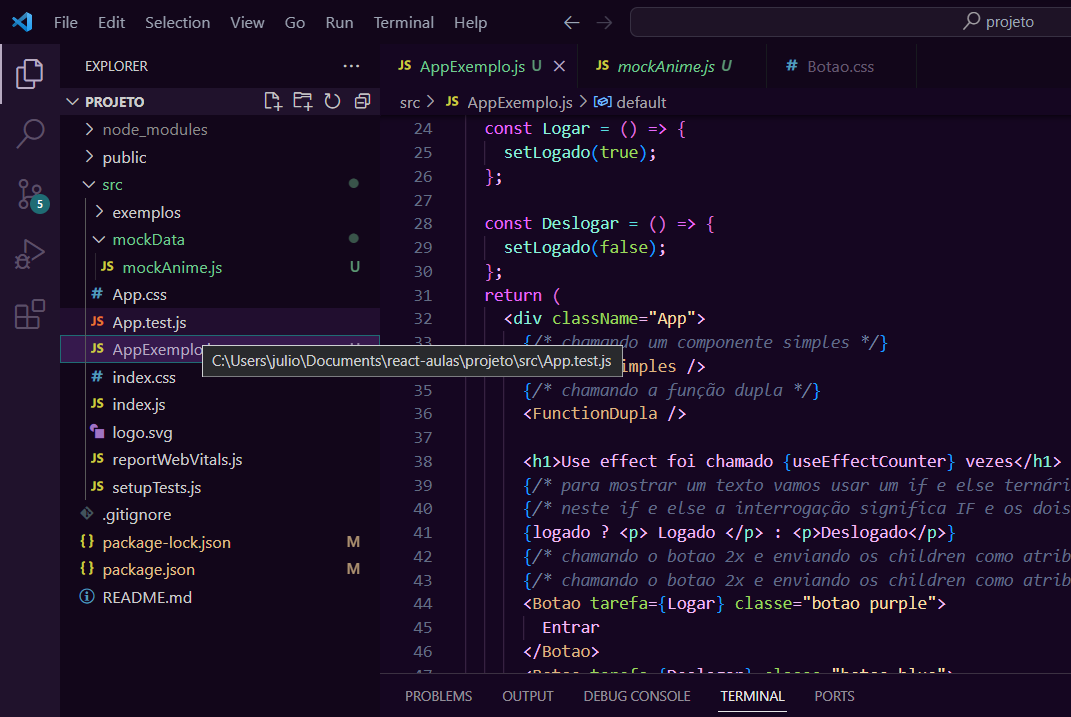 File Edit Selection View Go Run Terminal Help projeto
EXPLORER
JS AppExemplo.js U
JS mockAnime.js U
# Botao.css
PROJETO
src > JS AppExemplo.js > default
node_modules
public
src
exemplos
mockData
JS mockAnime.js U
# App.css
JS App.test.js
JS AppExemplo
# index.css
JS index.js
logo.svg
JS reportWebVitals.js
JS setupTests.js
.gitignore
{} package-lock.json M
{} package.json M
README.md
5
C:\Users\julio\Documents\react-aulas\projeto\src\App.test.js
24 const Logar = () => {
25 setLogado(true);
26 };
27
28 const Deslogar = () => {
29 setLogado(false);
30 };
31 return (
32 <div className="App">
33 {/* chamando um componente simples */}
imples />
35 {/* chamando a função dupla */}
36 <FunctionDupla />
37
38 <h1>Use effect foi chamado {useEffectCounter} vezes</h1>
39 {/* para mostrar um texto vamos usar um if e else ternári
40 {/* neste if e else a interrogação significa IF e os dois
41 {logado ? <p> Logado </p> : <p>Deslogado</p>}
42 {/* chamando o botao 2x e enviando os children como atrib
43 {/* chamando o botao 2x e enviando os children como atrib
44 <Botao tarefa={Logar} classe="botao purple">
45 Entrar
46 </Botao>
47 <Botao tarefa={Deslogar} classe="botao blue">
PROBLEMS OUTPUT DEBUG CONSOLE TERMINAL PORTS